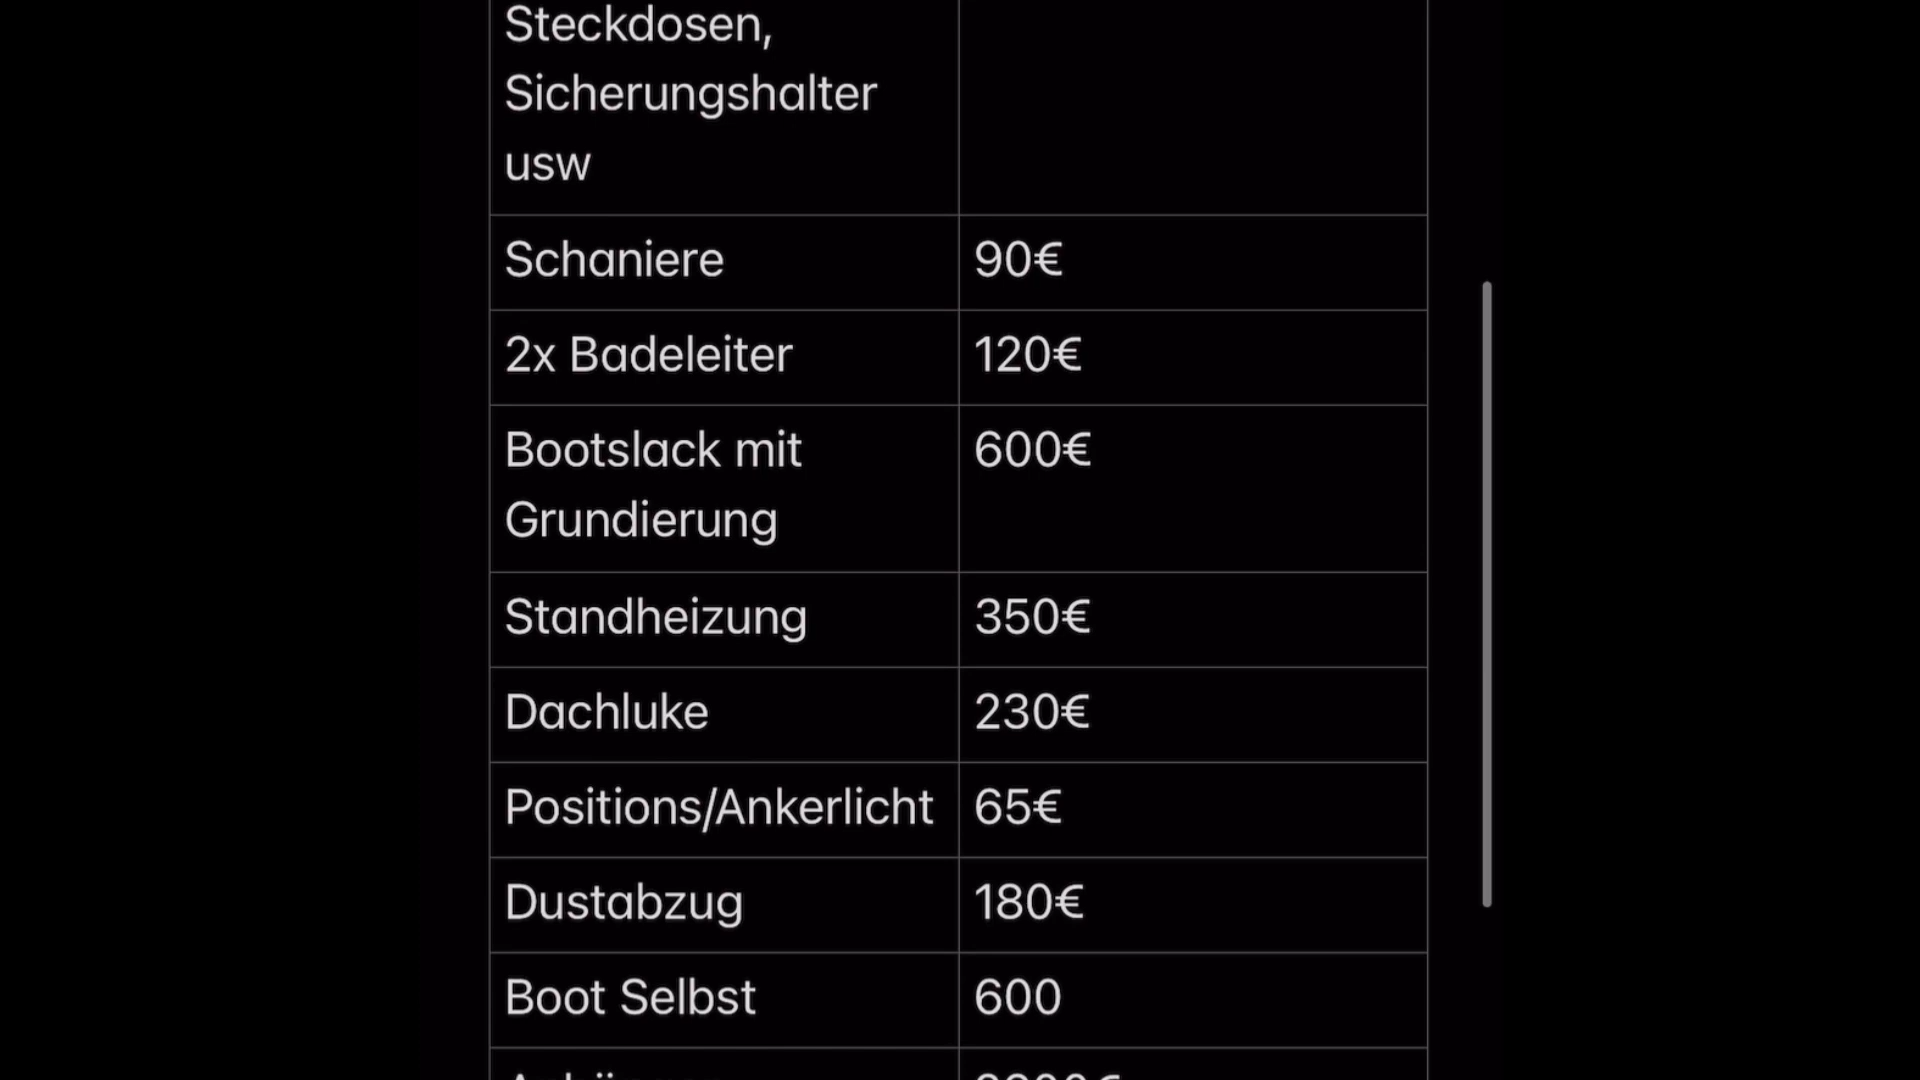 Steckdosen,
Sicherungshalter
usw
Schaniere 90€
2x Badeleiter 120€
Bootslack mit 600€
Grundierung
Standheizung 350€
Dachluke 230€
Positions/Ankerlicht 65€
Dustabzug 180€
Boot Selbst 600